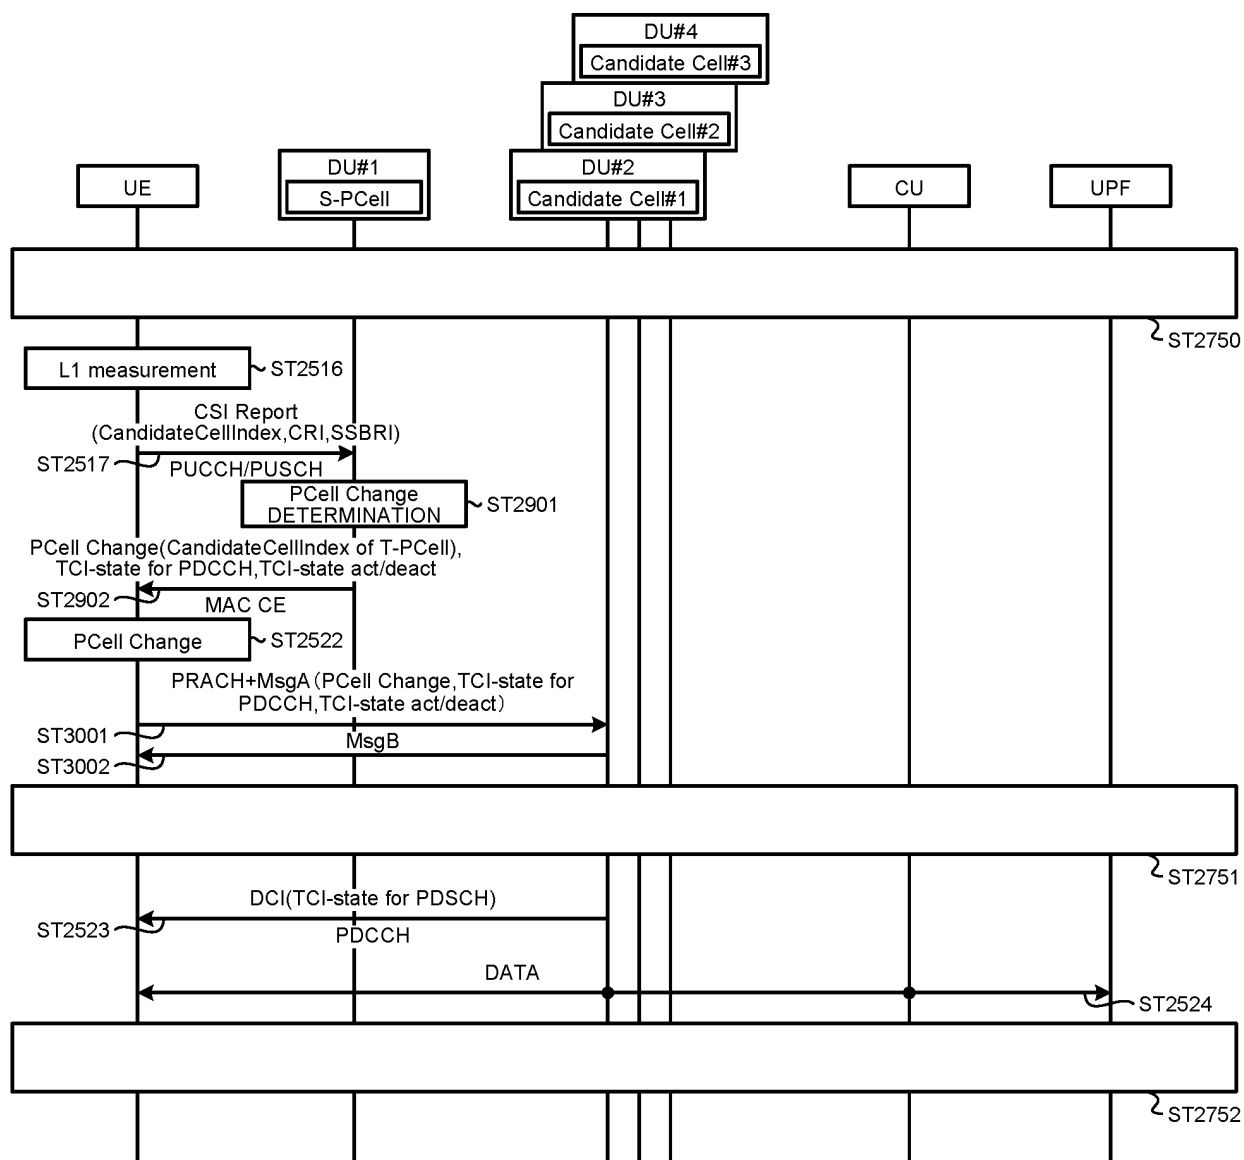 DU#4
Candidate Cell#3
DU#3
Candidate Cell#2
UE
DU#1
S-PCell
DU#2
Candidate Cell#1
CU
UPF
ST2750
L1 measurement
ST2516
CSI Report
(CandidateCellIndex,CRI,SSBRI)
ST2517
PUCCH/PUSCH
PCell Change
DETERMINATION
ST2901
PCell Change(CandidateCellIndex of T-PCell),
TCI-state for PDCCH,TCI-state act/deact
ST2902
MAC CE
PCell Change
ST2522
PRACH+MsgA(PCell Change,TCI-state for
PDCCH,TCI-state act/deact)
ST3001
MsgB
ST3002
ST2751
DCI(TCI-state for PDSCH)
ST2523
PDCCH
DATA
ST2524
ST2752